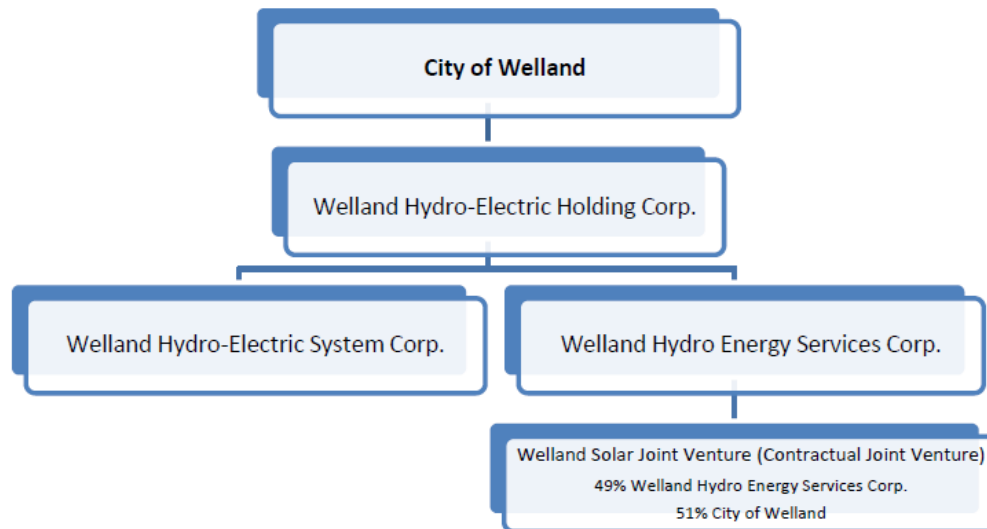 City of Welland
Welland Hydro-Electric Holding Corp.
Welland Hydro-Electric System Corp.
Welland Hydro Energy Services Corp.
Welland Solar Joint Venture (Contractual Joint Venture)
49% Welland Hydro Energy Services Corp.
51% City of Welland